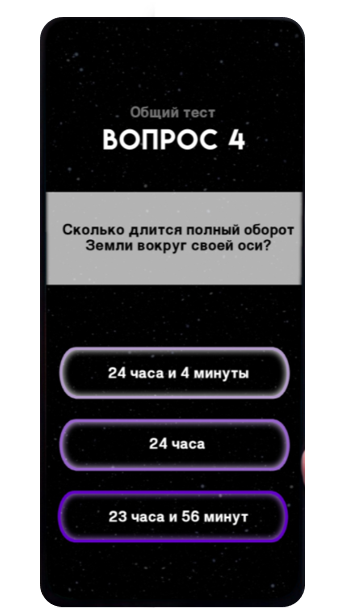 Общий тест
ВОПРОС 4
Сколько длится полный оборот
Земли вокруг своей оси?
24 часа и 4 минуты
24 часа
23 часа и 56 минут